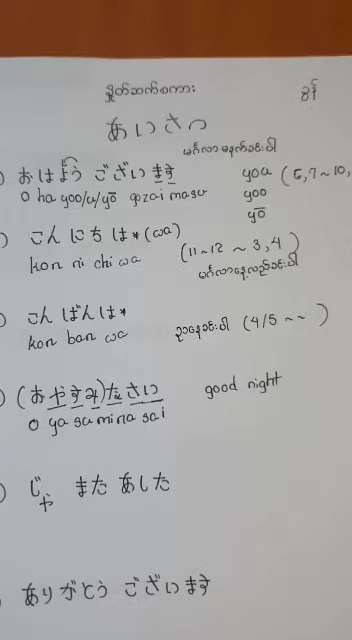 နှုတ်ဆက်စကား
あいさつ
မင်္ဂလာမနက်ခင်းပါ
) おはよう ございます yoo (6,7~10,
o ha yoo/u/yō gozai masu yoo
yō
) こんにちは*(wa) (11~12 ~ 3,4)
kon ni chi wa မင်္ဂလာနေ့လည်ခင်းပါ
) こんばんは* ညနေခင်းပါ (4/5 ~~ )
kon ban wa
) (おやすみ)なさい good night
o ya su mi na sai
) じゃ また あした
ありがとう ございます